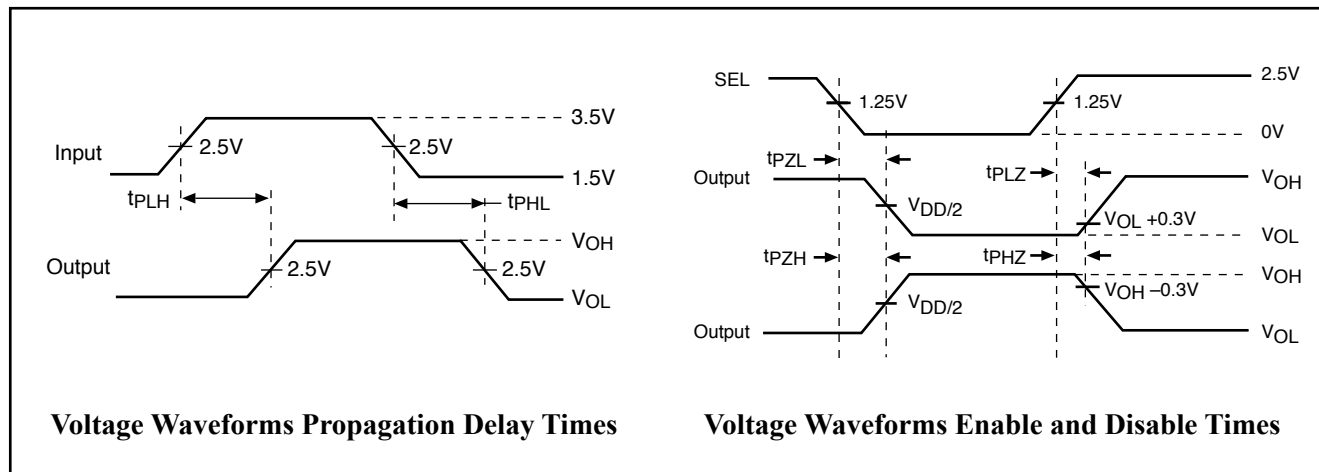 Input
2.5V
2.5V
3.5V
1.5V
tPLH
tPHL
Output
2.5V
2.5V
VOH
VOL
Voltage Waveforms Propagation Delay Times
SEL
1.25V
1.25V
2.5V
0V
tPZL
tPLZ
Output
VDD/2
VOL +0.3V
VOH
VOL
tPZH
tPHZ
Output
VDD/2
VOH –0.3V
VOH
VOL
Voltage Waveforms Enable and Disable Times